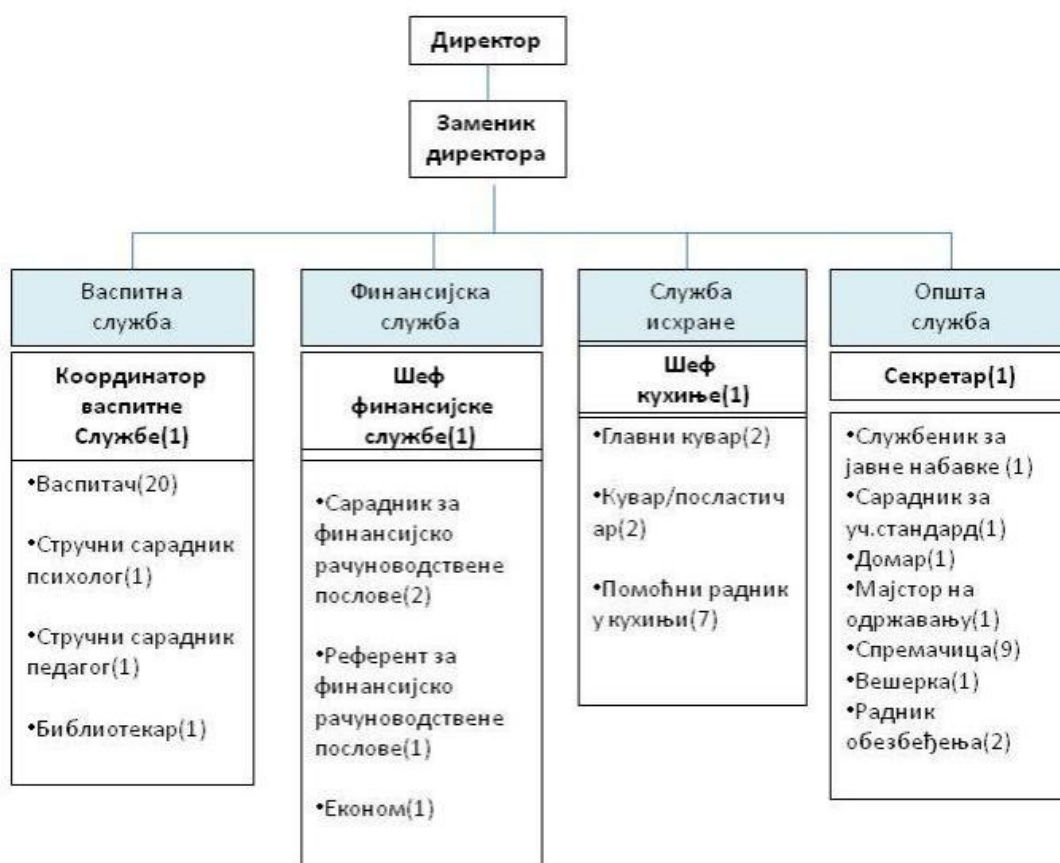 Директор
Заменик
директора
Васпитна
служба
Координатор
васпитне
Службе(1)
•Васпитач(20)
•Стручни сарадник
психолог(1)
•Стручни сарадник
педагог(1)
•Библиотекар(1)
Финансијска
служба
Шеф
финансијске
службе(1)
•Сарадник за
финансијско
рачуноводствене
послове(2)
•Референт за
финансијско
рачуноводствене
послове(1)
•Економ(1)
Служба
исхране
Шеф
кухиње(1)
•Главни кувар(2)
•Кувар/посластич
ар(2)
•Помоћни радник
у кухињи(7)
Општа
служба
Секретар(1)
•Службеник за
јавне набавке (1)
•Сарадник за
уч.стандард(1)
•Домар(1)
•Мајстор на
одржавању(1)
•Спремачица(9)
•Вешерка(1)
•Радник
обезбеђења(2)